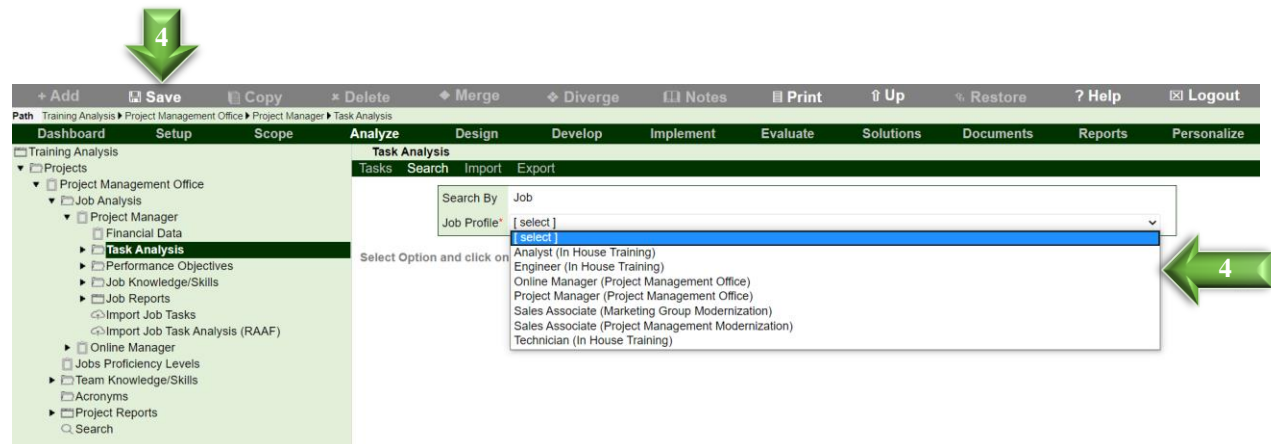 4
+ Add Save Copy × Delete Merge Diverge Notes Print Up Restore ? Help Logout
Path Training Analysis Project Management Office Project Manager Task Analysis
Dashboard Setup Scope Analyze Design Develop Implement Evaluate Solutions Documents Reports Personalize
Training Analysis
Projects
Project Management Office
Job Analysis
Project Manager
Financial Data
Task Analysis
Performance Objectives
Job Knowledge/Skills
Job Reports
Import Job Tasks
Import Job Task Analysis (RAAF)
Online Manager
Jobs Proficiency Levels
Team Knowledge/Skills
Acronyms
Project Reports
Search
Task Analysis
Tasks Search Import Export
Search By Job
Job Profile* [ select ]
Select Option and click on
[ select ]
Analyst (In House Training)
Engineer (In House Training)
Online Manager (Project Management Office)
Project Manager (Project Management Office)
Sales Associate (Marketing Group Modernization)
Sales Associate (Project Management Modernization)
Technician (In House Training)
4